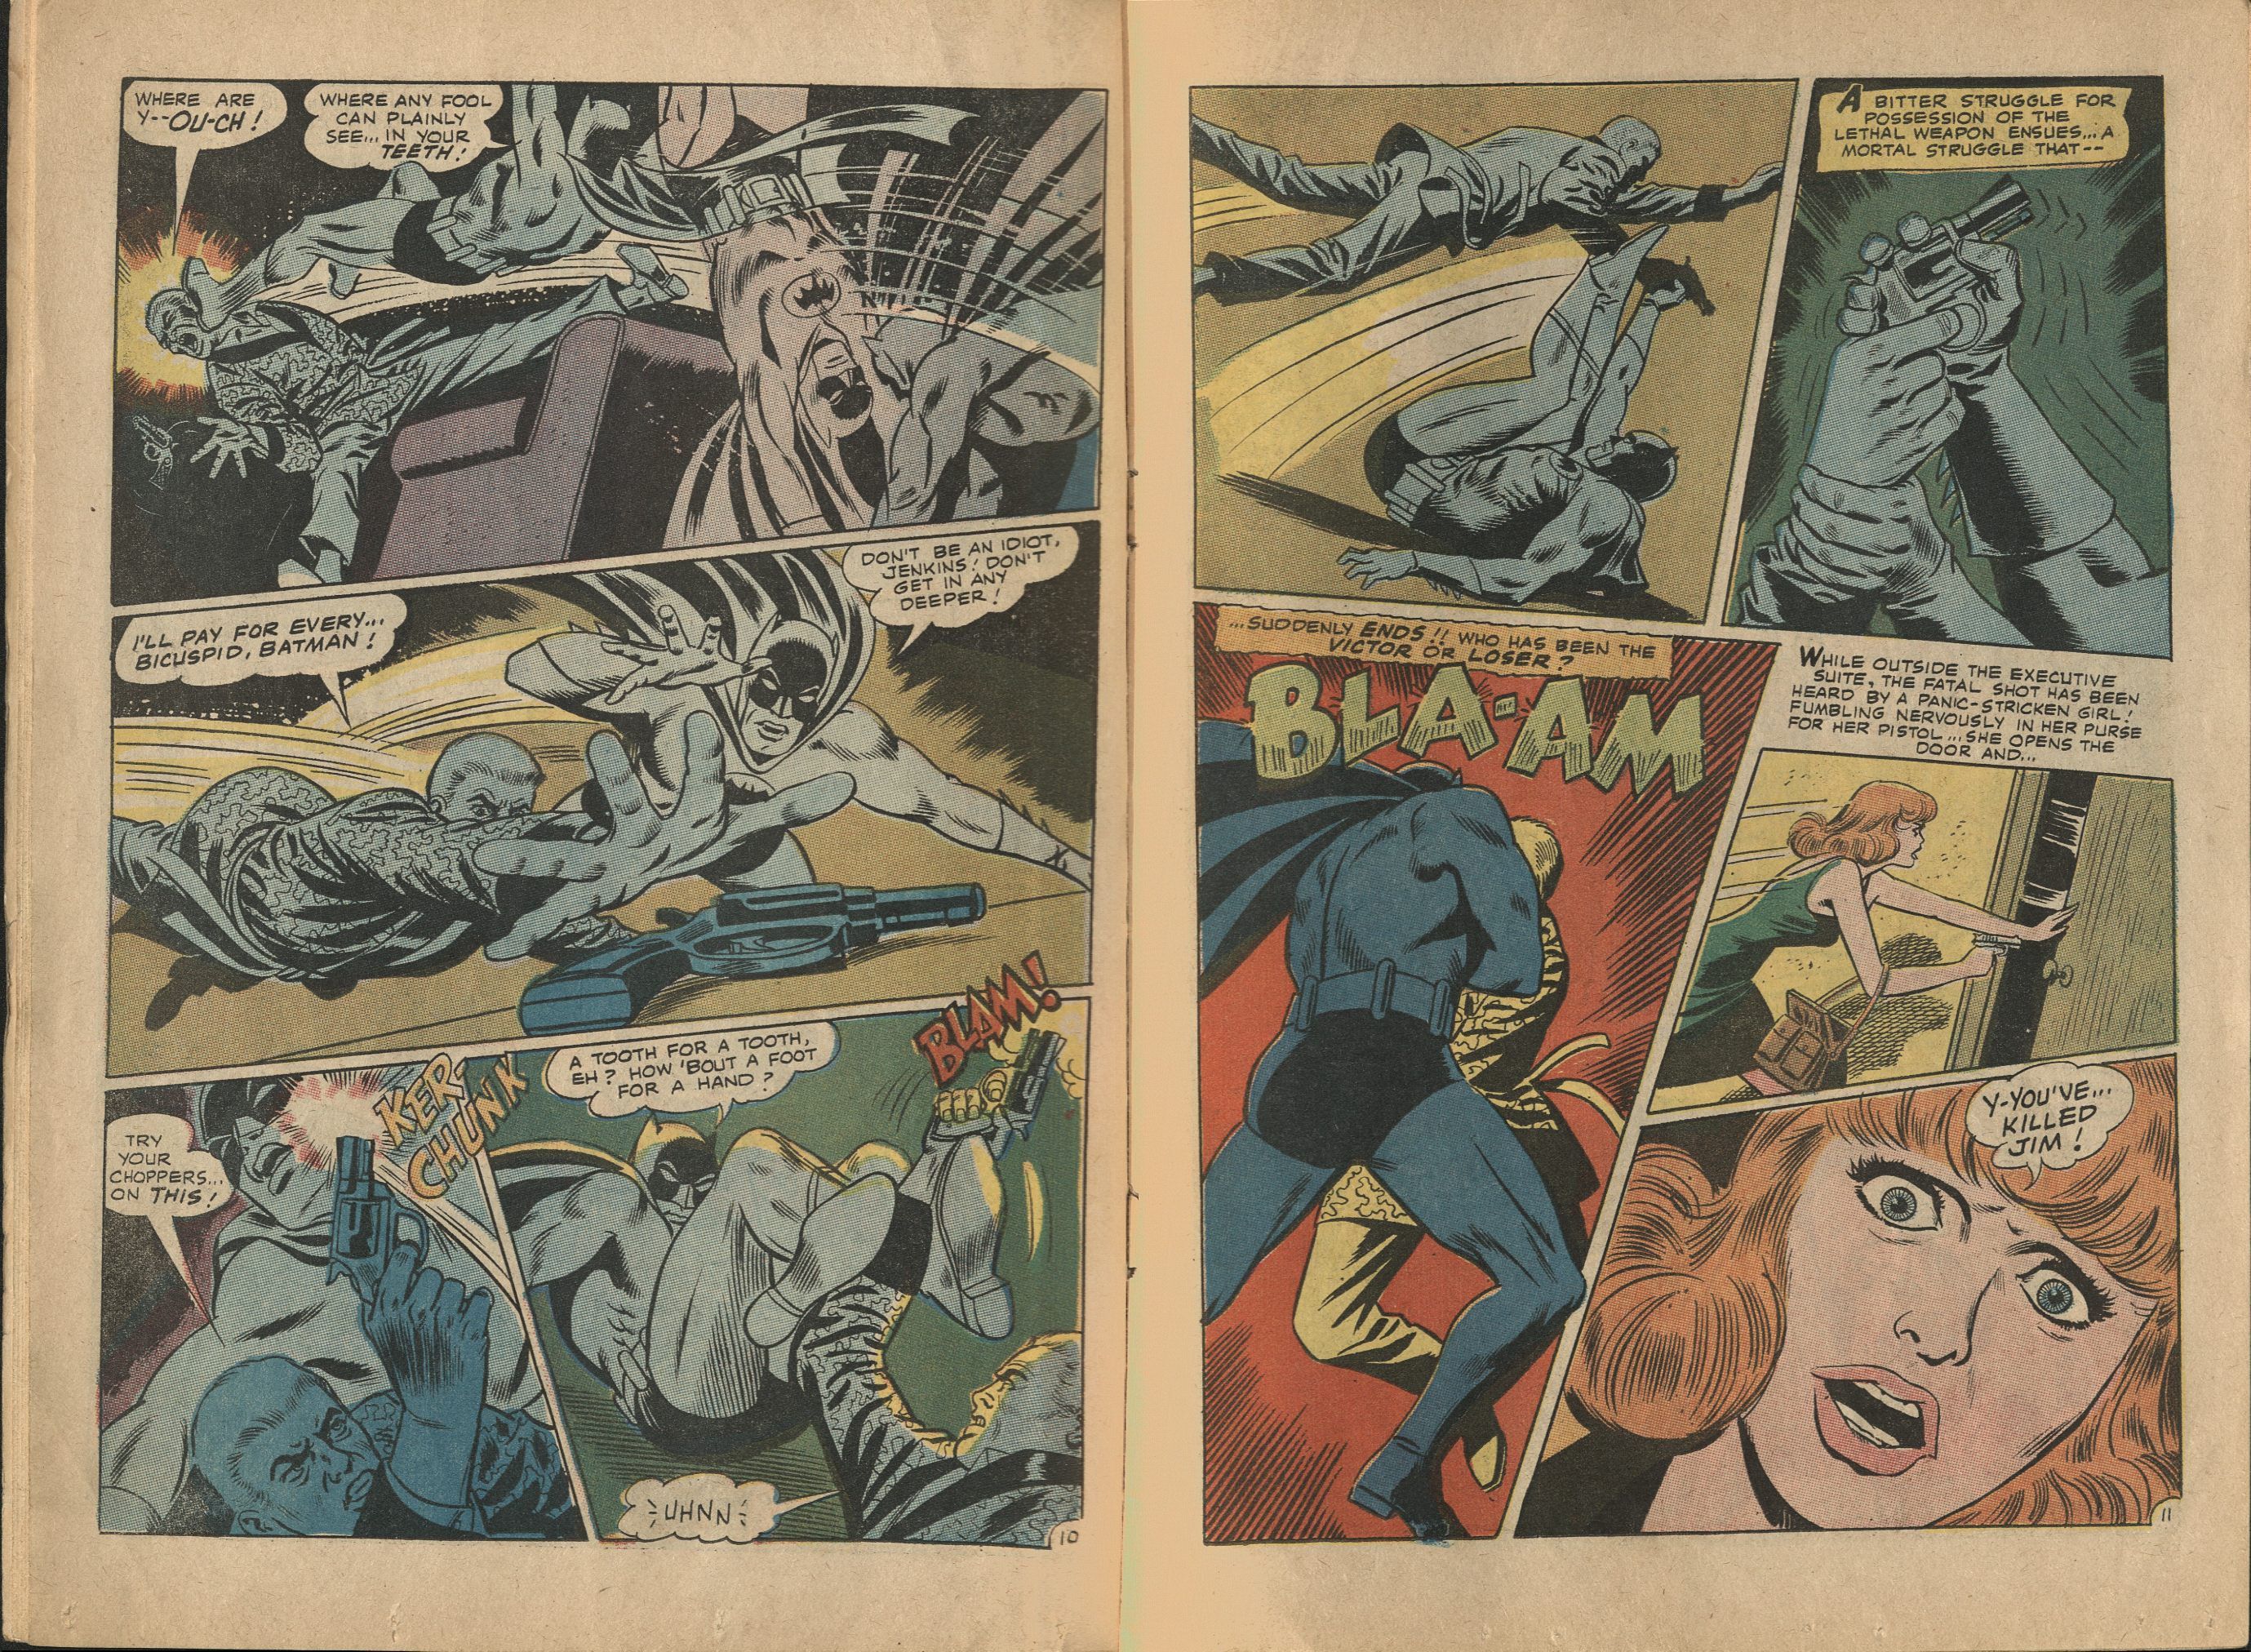 WHERE ARE
Y--OU-CH!
WHERE ANY FOOL
CAN PLAINLY
SEE... IN YOUR
TEETH!
I'LL PAY FOR EVERY...
BICUSPID, BATMAN!
DON'T BE AN IDIOT,
JENKINS! DON'T
GET IN ANY
DEEPER!
TRY
YOUR
CHOPPERS...
ON THIS!
KER-
CHUNK
A TOOTH FOR A TOOTH,
EH? HOW 'BOUT A FOOT
FOR A HAND?
BLAM!
UHNN
10
A BITTER STRUGGLE FOR
POSSESSION OF THE
LETHAL WEAPON ENSUES... A
MORTAL STRUGGLE THAT--
...SUDDENLY ENDS!! WHO HAS BEEN THE
VICTOR OR LOSER?
BLA-AM
WHILE OUTSIDE THE EXECUTIVE
SUITE, THE FATAL SHOT HAS BEEN
HEARD BY A PANIC-STRICKEN GIRL!
FUMBLING NERVOUSLY IN HER PURSE
FOR HER PISTOL... SHE OPENS THE
DOOR AND...
Y-YOU'VE...
KILLED
JIM!
11